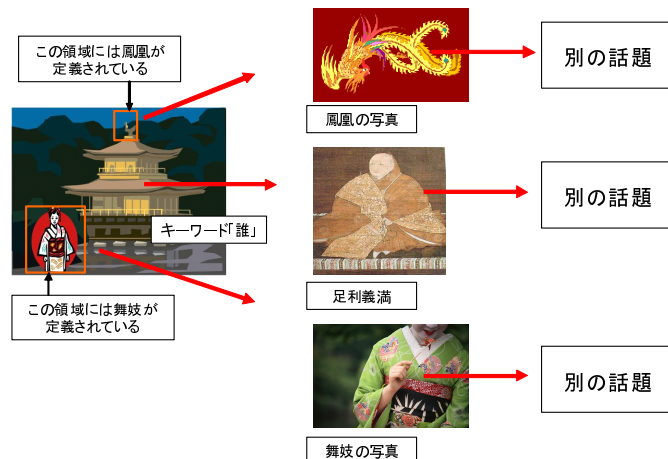 この領域には鳳凰が
定義されている
鳳凰の写真
別の話題
キーワード「誰」
足利義満
別の話題
この領域には舞妓が
定義されている
舞妓の写真
別の話題